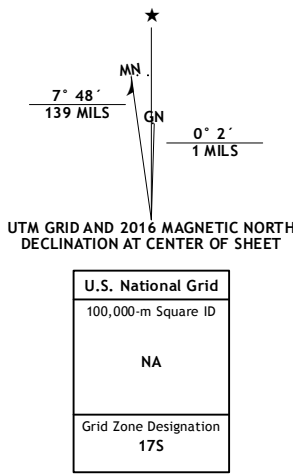 MN
GN
7° 48´
139 MILS
0° 2´
1 MILS
UTM GRID AND 2016 MAGNETIC NORTH
DECLINATION AT CENTER OF SHEET
U.S. National Grid
100,000-m Square ID
NA
Grid Zone Designation
17S